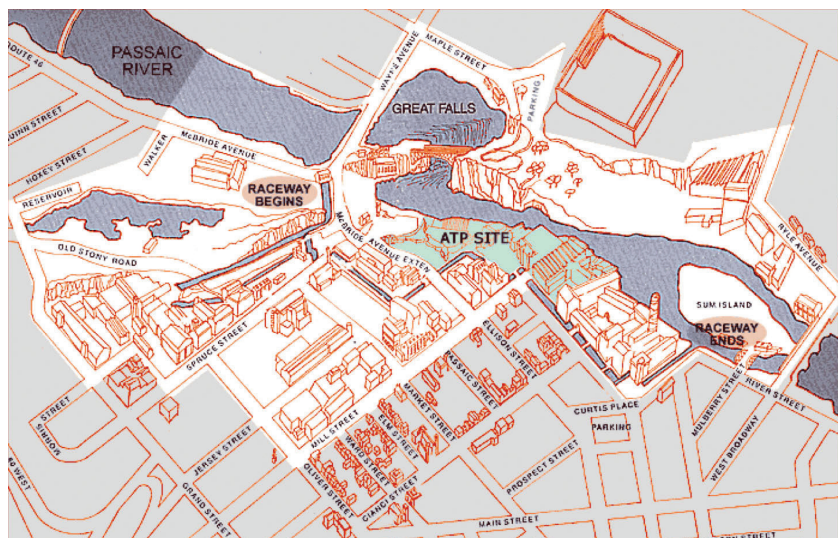 PASSAIC
RIVER
ROUTE 46
QUINN STREET
HOXEY STREET
WALKER
McBRIDE AVENUE
WAYNE AVENUE
MAPLE STREET
GREAT FALLS
PARKING
RESERVOIR
RACEWAY
BEGINS
OLD STONY ROAD
McBRIDE AVENUE EXTEN
ATP SITE
RYLE AVENUE
SUM ISLAND
RACEWAY
ENDS
SPRUCE STREET
ELLISON STREET
PASSAIC STREET
MARKET STREET
ELM STREET
WARD STREET
OLIVER STREET
CIANCI STREET
MILL STREET
CURTIS PLACE
PARKING
MULBERRY STREET
RIVER STREET
WEST BROADWAY
PROSPECT STREET
MAIN STREET
JERSEY STREET
GRAND STREET
MORRIS
STREET
WEST
STREET